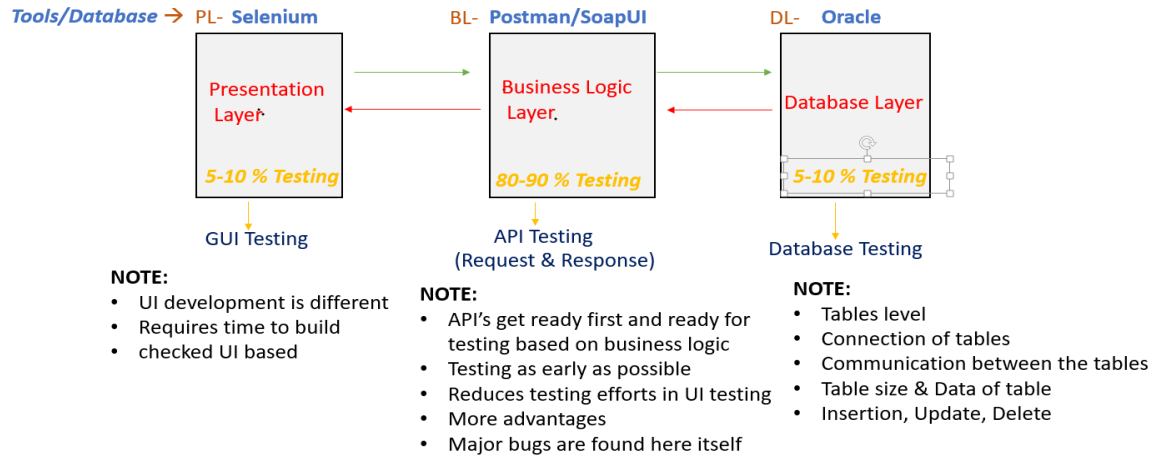 Tools/Database → PL- Selenium
BL- Postman/SoapUI
DL- Oracle
Presentation
Layer
5-10 % Testing
Business Logic
Layer.
80-90 % Testing
Database Layer
5-10 % Testing
GUI Testing
API Testing
(Request & Response)
Database Testing
NOTE:
• UI development is different
• Requires time to build
• checked UI based
NOTE:
• API's get ready first and ready for
testing based on business logic
• Testing as early as possible
• Reduces testing efforts in UI testing
• More advantages
• Major bugs are found here itself
NOTE:
• Tables level
• Connection of tables
• Communication between the tables
• Table size & Data of table
• Insertion, Update, Delete